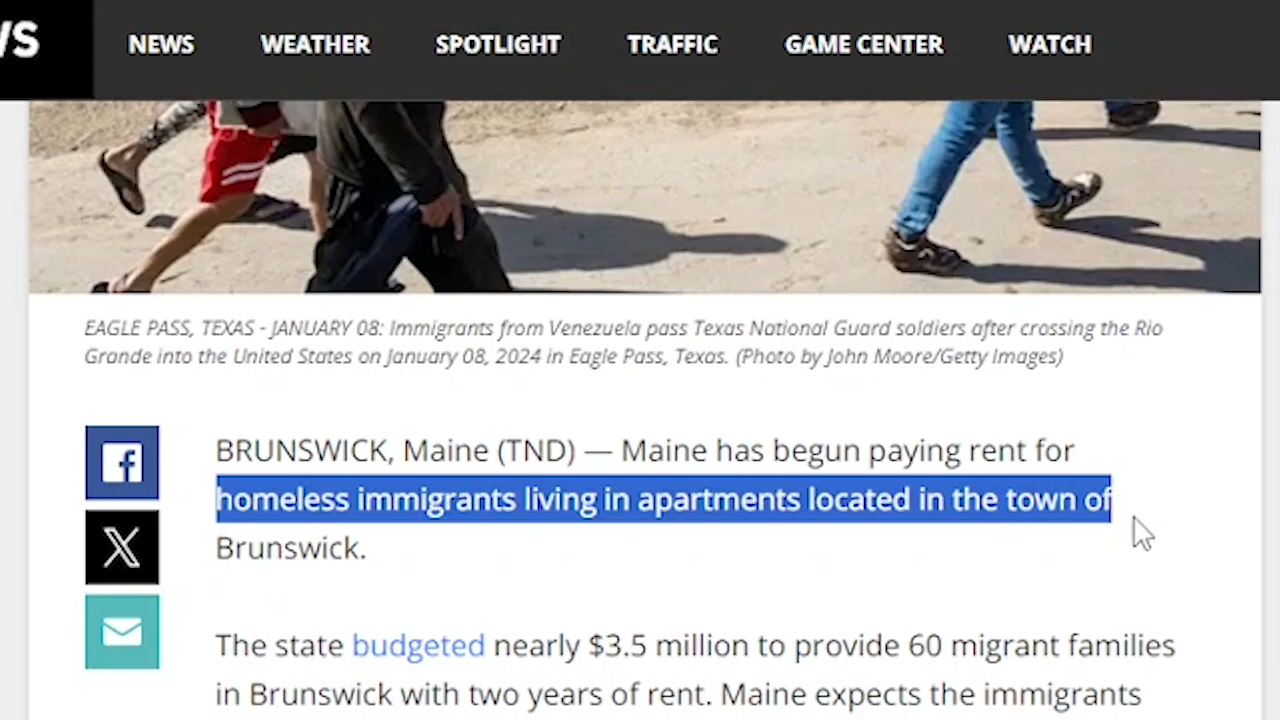 NEWS WEATHER SPOTLIGHT TRAFFIC GAME CENTER WATCH
EAGLE PASS, TEXAS - JANUARY 08: Immigrants from Venezuela pass Texas National Guard soldiers after crossing the Rio
Grande into the United States on January 08, 2024 in Eagle Pass, Texas. (Photo by John Moore/Getty Images)
BRUNSWICK, Maine (TND) — Maine has begun paying rent for
homeless immigrants living in apartments located in the town of
Brunswick.
The state budgeted nearly $3.5 million to provide 60 migrant families
in Brunswick with two years of rent. Maine expects the immigrants